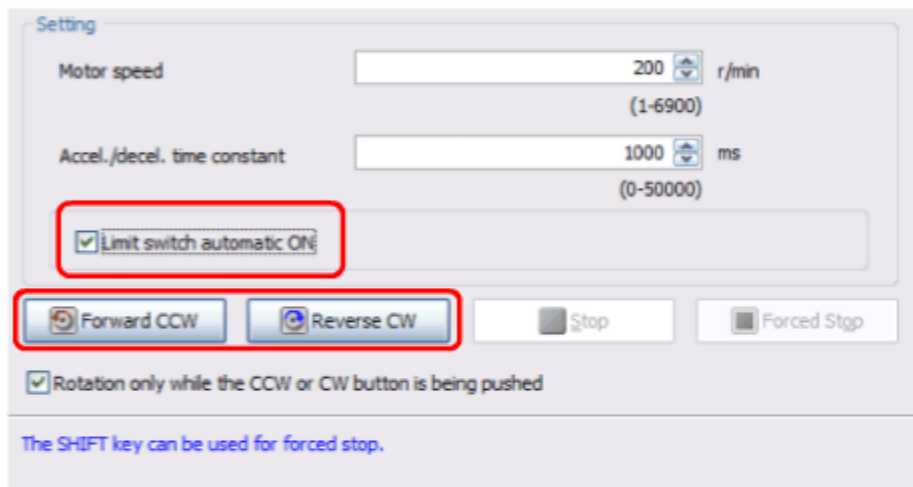 Setting
Motor speed 200 r/min
(1-6900)
Accel./decel. time constant 1000 ms
(0-50000)
Limit switch automatic ON
Forward CCW Reverse CW Stop Forced Stop
Rotation only while the CCW or CW button is being pushed
The SHIFT key can be used for forced stop.